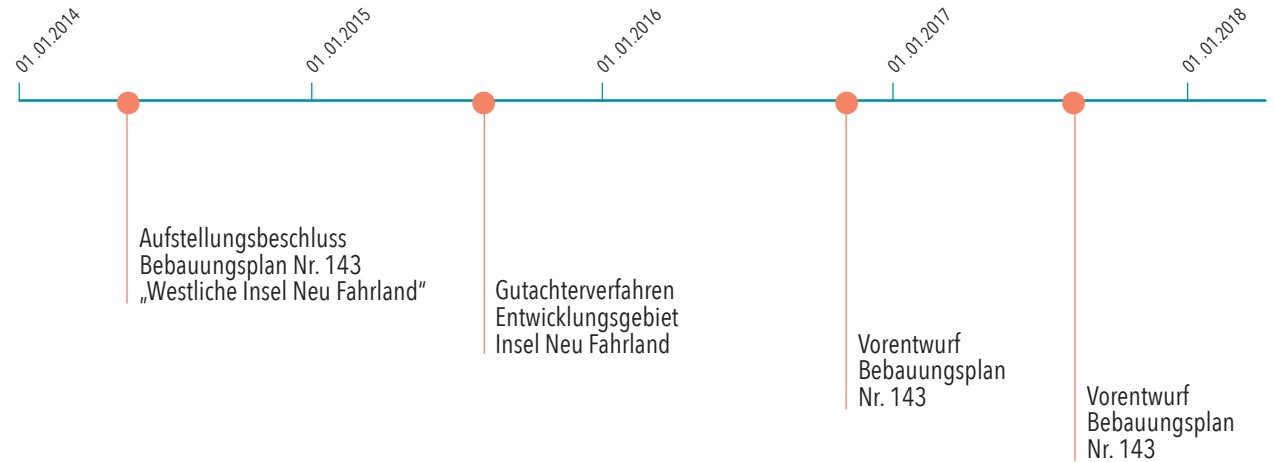 01.01.2014
01.01.2015
01.01.2016
01.01.2017
01.01.2018
Aufstellungsbeschluss
Bebauungsplan Nr. 143
„Westliche Insel Neu Fahrland“
Gutachterverfahren
Entwicklungsgebiet
Insel Neu Fahrland
Vorentwurf
Bebauungsplan
Nr. 143
Vorentwurf
Bebauungsplan
Nr. 143